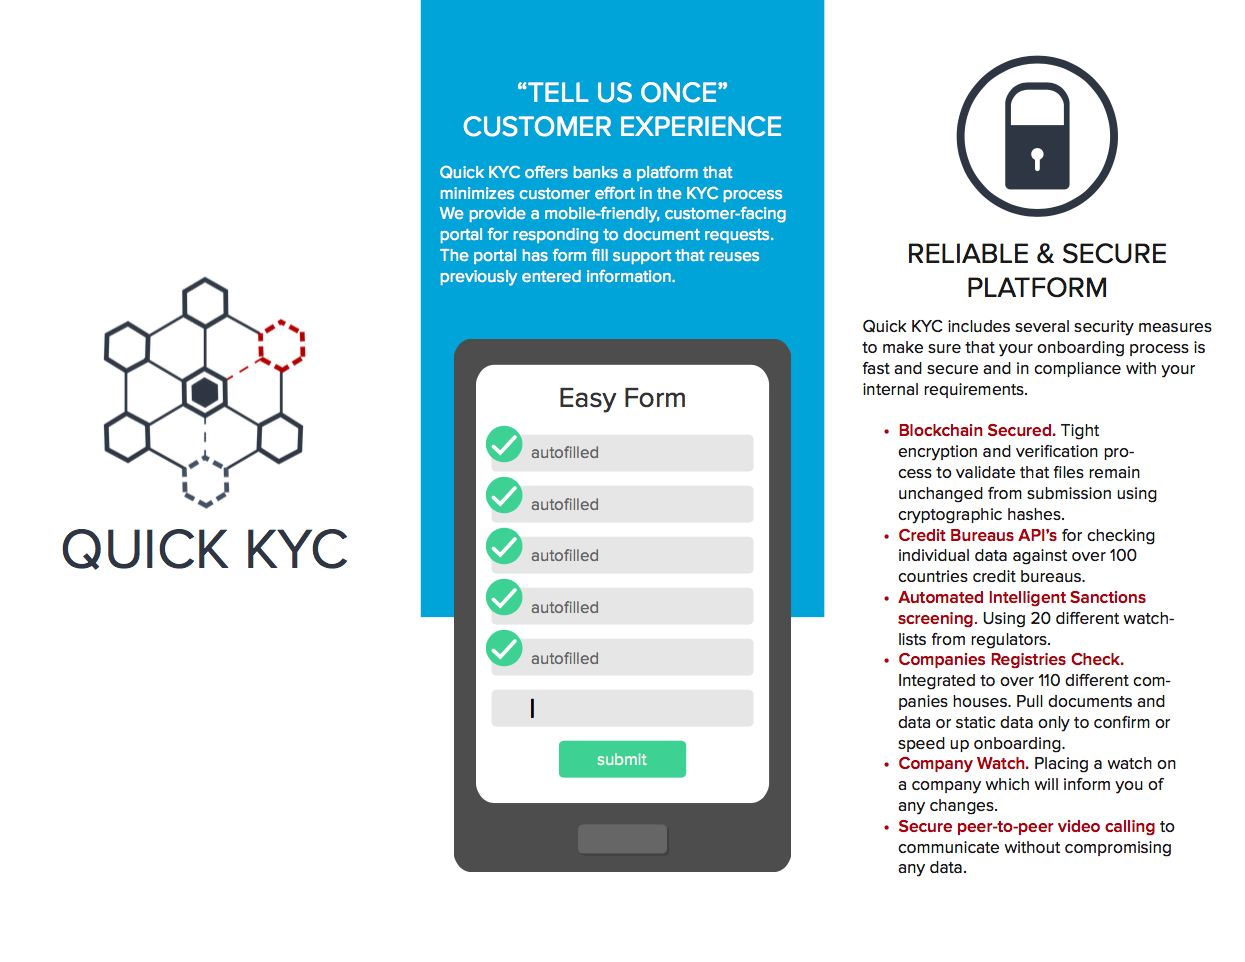 QUICK KYC
“TELL US ONCE”
CUSTOMER EXPERIENCE
Quick KYC offers banks a platform that
minimizes customer effort in the KYC process
We provide a mobile-friendly, customer-facing
portal for responding to document requests.
The portal has form fill support that reuses
previously entered information.
Easy Form
autofilled
autofilled
autofilled
autofilled
autofilled
submit
RELIABLE & SECURE
PLATFORM
Quick KYC includes several security measures
to make sure that your onboarding process is
fast and secure and in compliance with your
internal requirements.
• Blockchain Secured. Tight
encryption and verification pro-
cess to validate that files remain
unchanged from submission using
cryptographic hashes.
• Credit Bureaus API’s for checking
individual data against over 100
countries credit bureaus.
• Automated Intelligent Sanctions
screening. Using 20 different watch-
lists from regulators.
• Companies Registries Check.
Integrated to over 110 different com-
panies houses. Pull documents and
data or static data only to confirm or
speed up onboarding.
• Company Watch. Placing a watch on
a company which will inform you of
any changes.
• Secure peer-to-peer video calling to
communicate without compromising
any data.